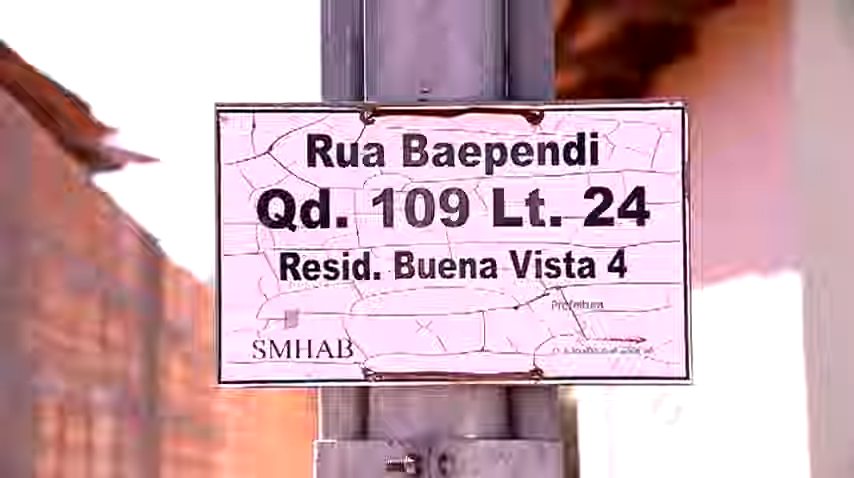 Rua Baependi
Qd. 109 Lt. 24
Resid. Buena Vista 4
Prefeitura
SMHAB